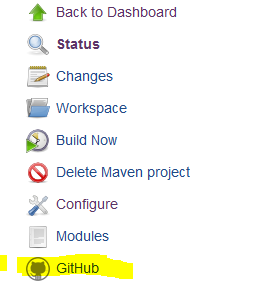 Back to Dashboard
Status
Changes
Workspace
Build Now
Delete Maven project
Configure
Modules
GitHub